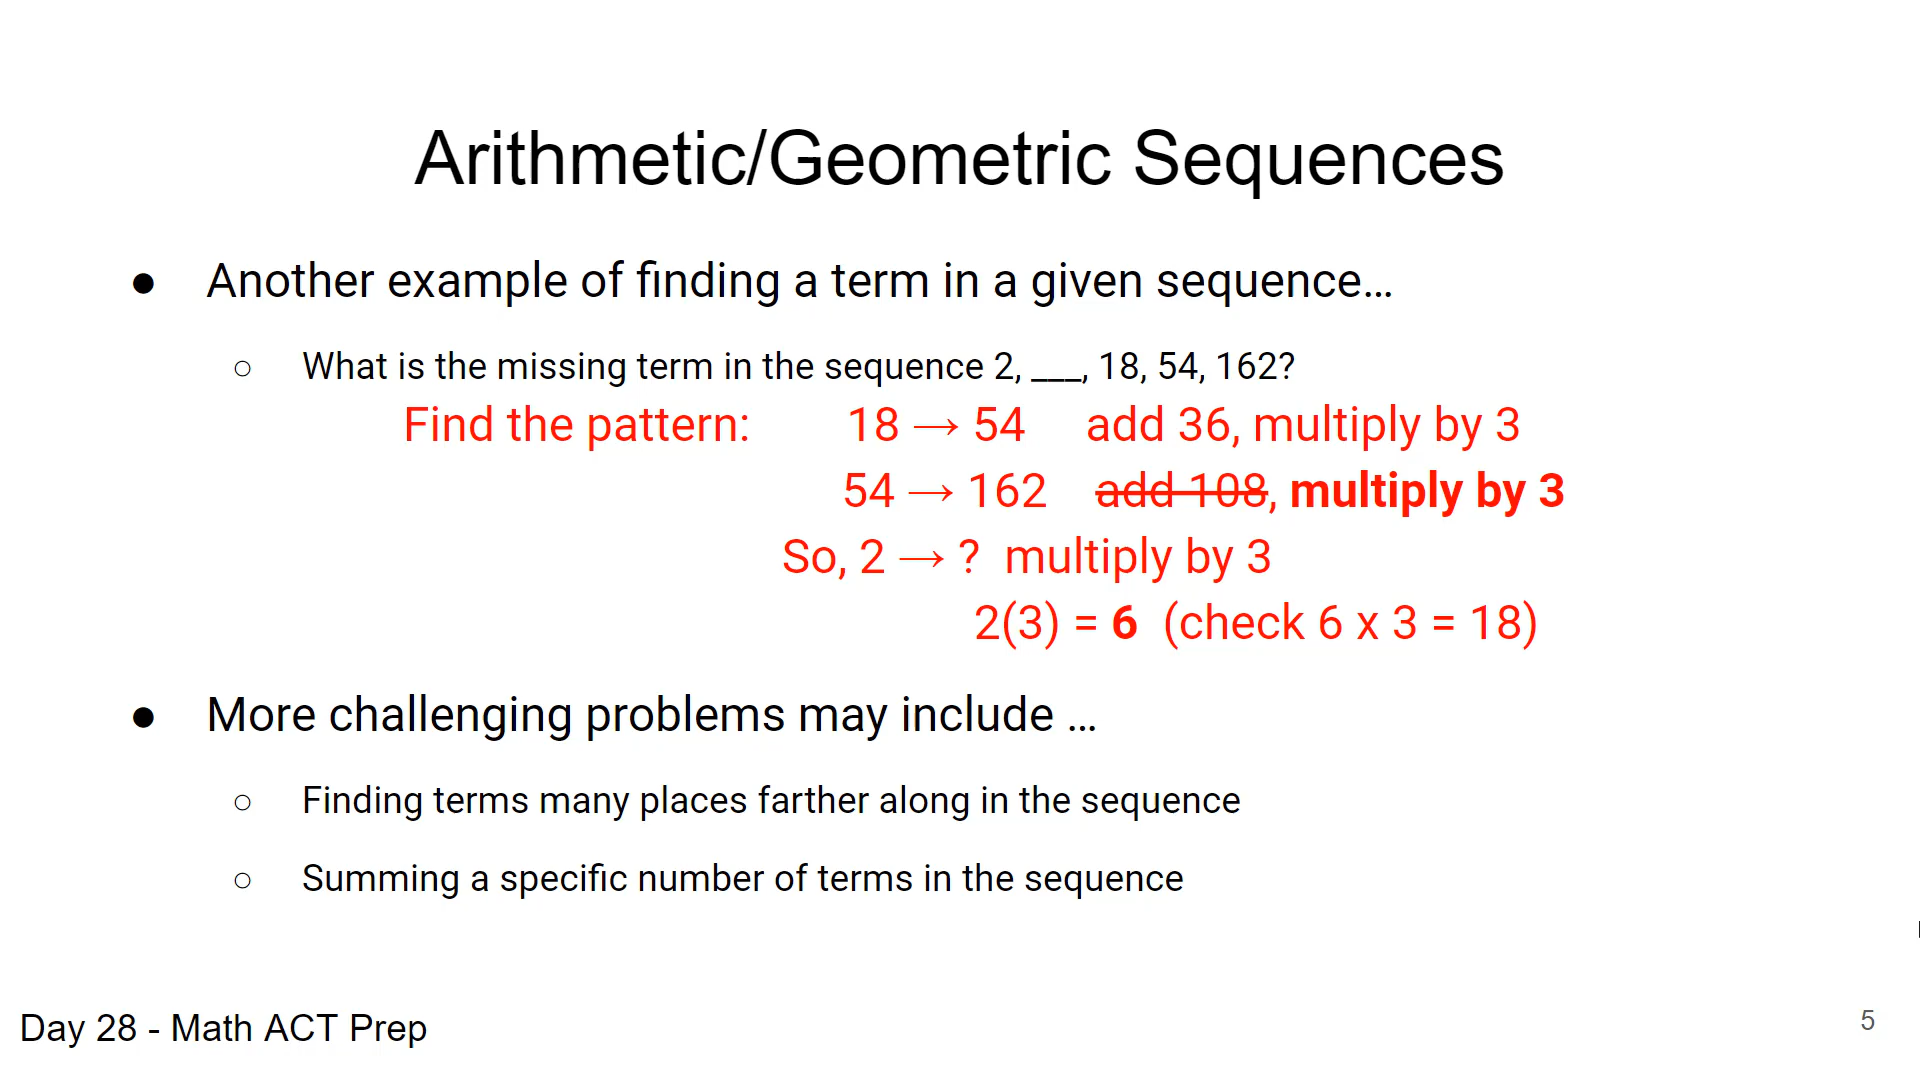 Arithmetic/Geometric Sequences
● Another example of finding a term in a given sequence…
○ What is the missing term in the sequence 2, ___, 18, 54, 162?
Find the pattern: 18 → 54 add 36, multiply by 3
54 → 162 add 108, multiply by 3
So, 2 → ? multiply by 3
2(3) = 6 (check 6 x 3 = 18)
● More challenging problems may include …
○ Finding terms many places farther along in the sequence
○ Summing a specific number of terms in the sequence
Day 28 - Math ACT Prep
5